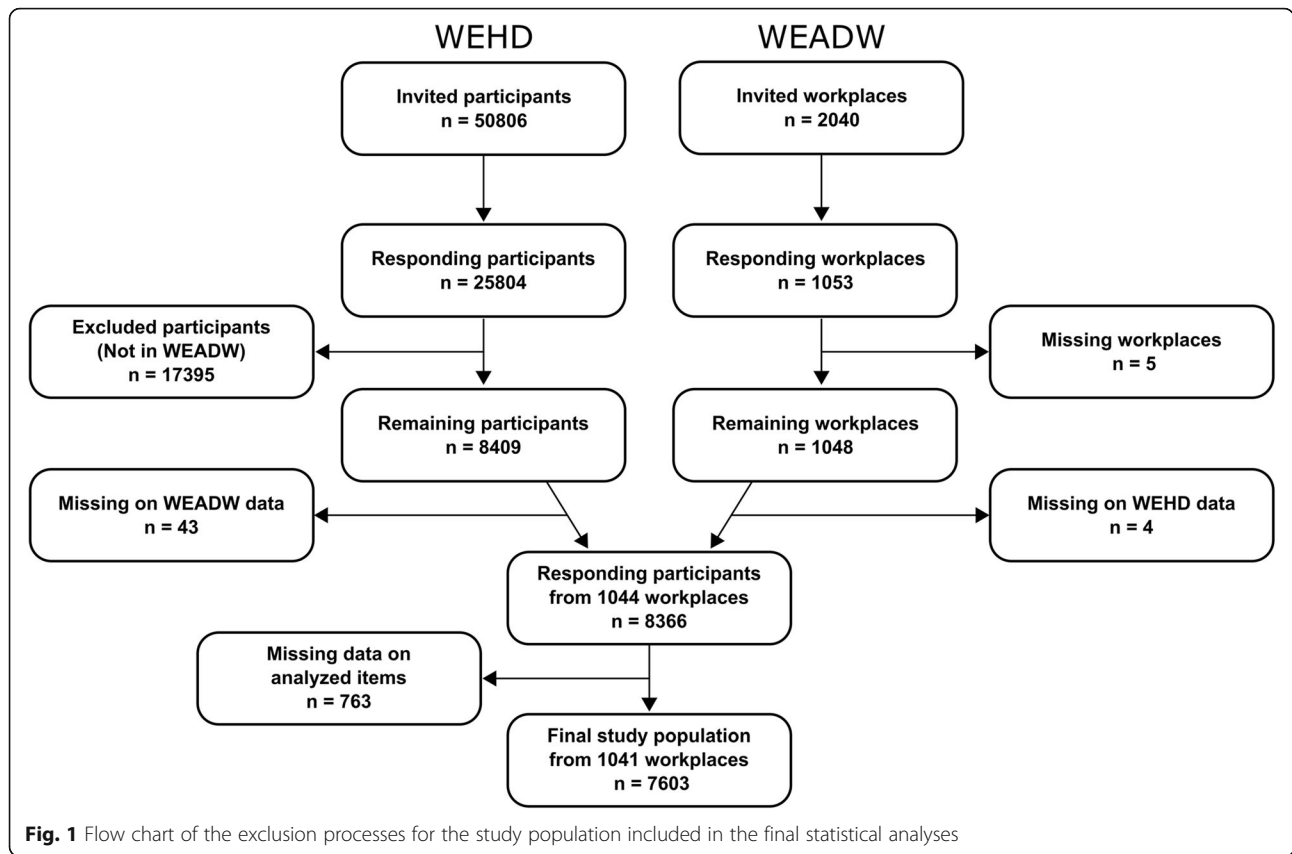 WEHD
WEADW
Invited participants
n = 50806
Invited workplaces
n = 2040
Responding participants
n = 25804
Responding workplaces
n = 1053
Excluded participants
(Not in WEADW)
n = 17395
Missing workplaces
n = 5
Remaining participants
n = 8409
Remaining workplaces
n = 1048
Missing on WEADW data
n = 43
Missing on WEHD data
n = 4
Responding participants
from 1044 workplaces
n = 8366
Missing data on
analyzed items
n = 763
Final study population
from 1041 workplaces
n = 7603
Fig. 1 Flow chart of the exclusion processes for the study population included in the final statistical analyses